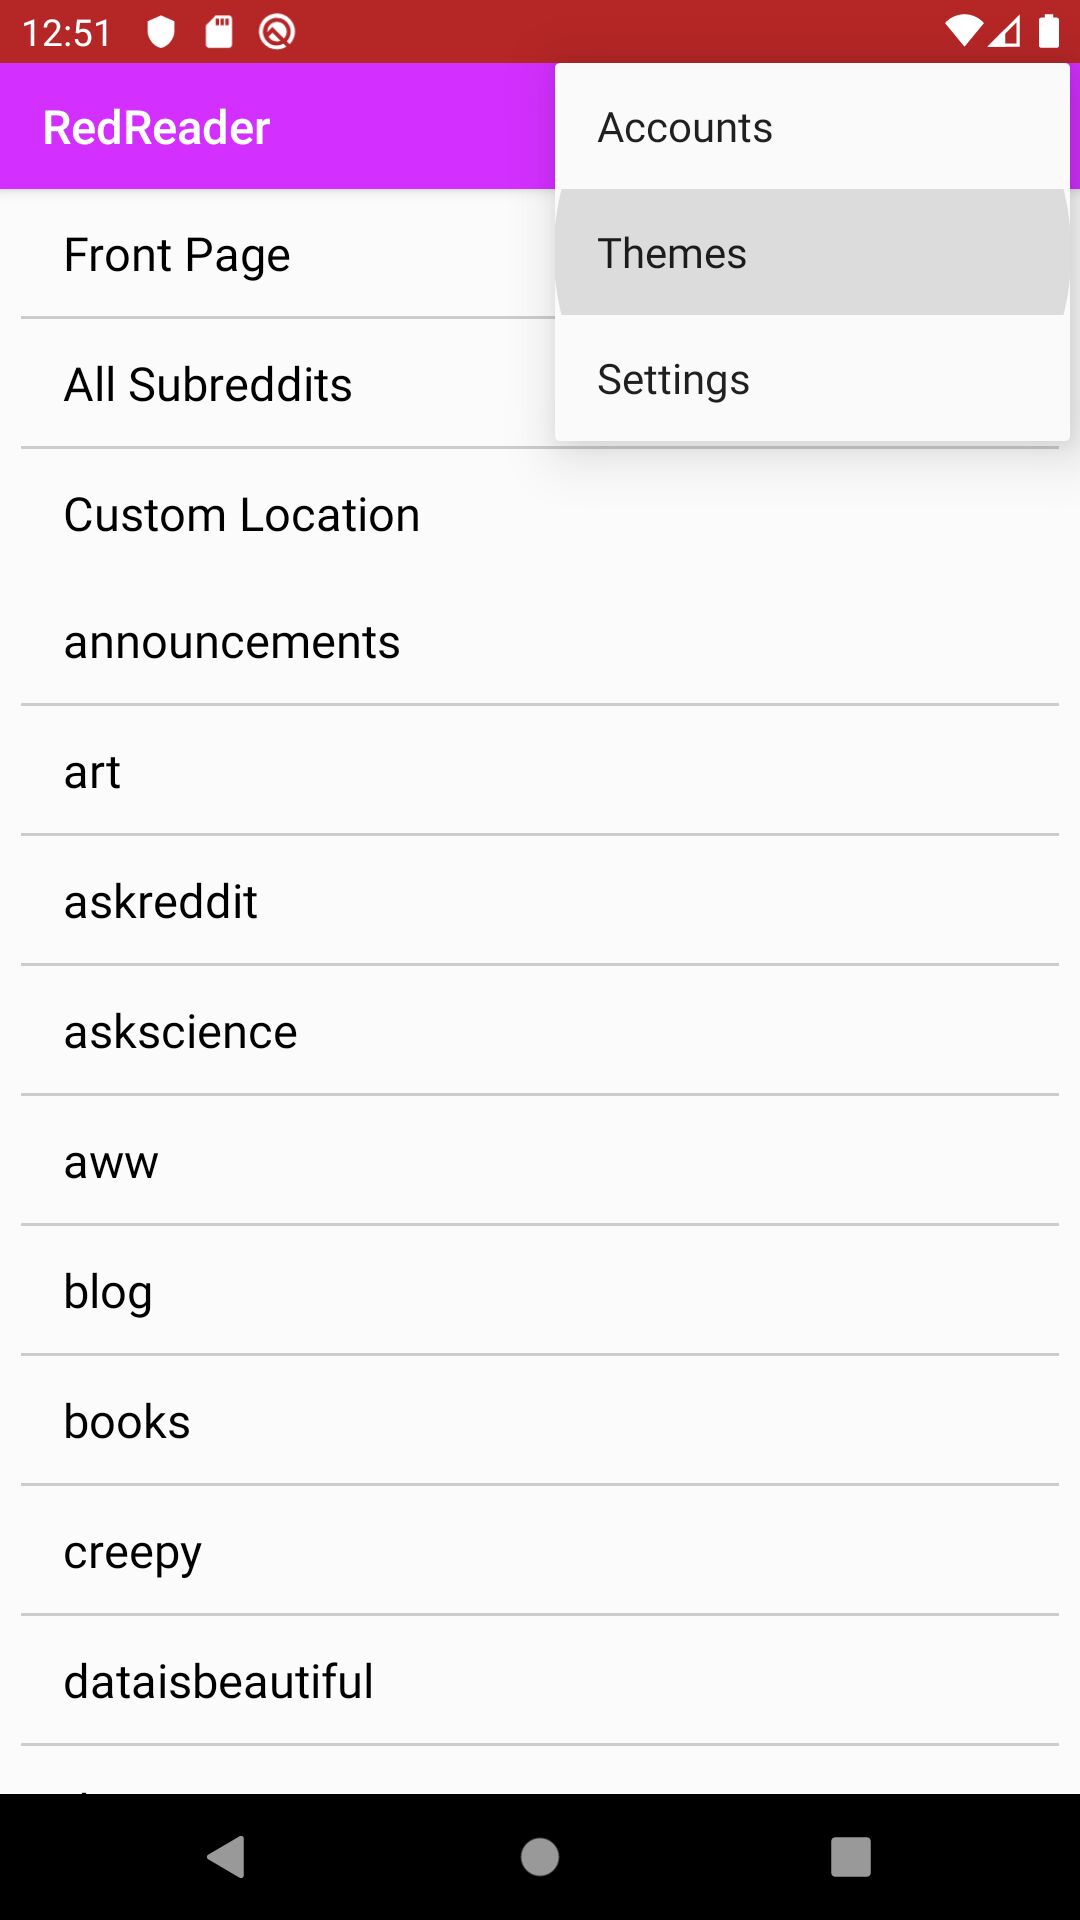 12:51
RedReader
Accounts
Themes
Settings
Front Page
All Subreddits
Custom Location
announcements
art
askreddit
askscience
aww
blog
books
creepy
dataisbeautiful